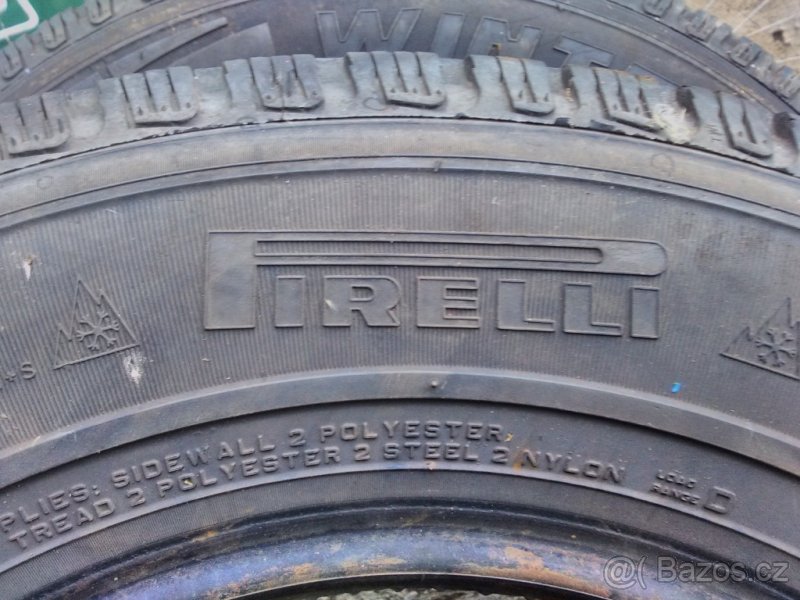 WINT
PIRELLI
+S
PLIES: SIDEWALL 2 POLYESTER
TREAD 2 POLYESTER 2 STEEL 2 NYLON
LOAD
RANGE D
@ Bazos.cz